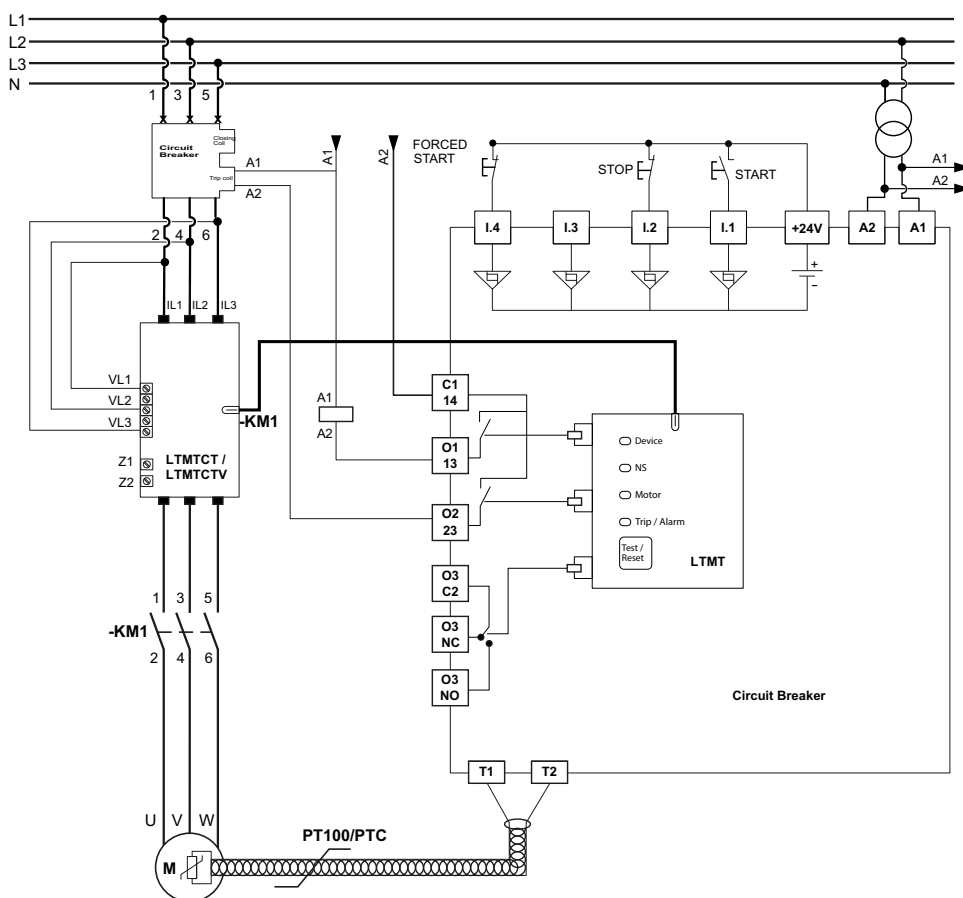 L1
L2
L3
N
1 3 5
Closing
Coil
Circuit
Breaker
Trip coil
A1
A2
A1
A2
FORCED
START
STOP
START
A1
A2
I.4
I.3
I.2
I.1
+24V
A2
A1
+
–
2 4 6
IL1
IL2
IL3
VL1
VL2
VL3
-KM1
Z1
Z2
LTMTCT /
LTMTCTV
A1
A2
C1
14
O1
13
O2
23
O3
C2
O3
NC
O3
NO
Device
NS
Motor
Trip / Alarm
Test /
Reset
LTMT
1 3 5
-KM1
2 4 6
Circuit Breaker
T1
T2
U V W
PT100/PTC
M